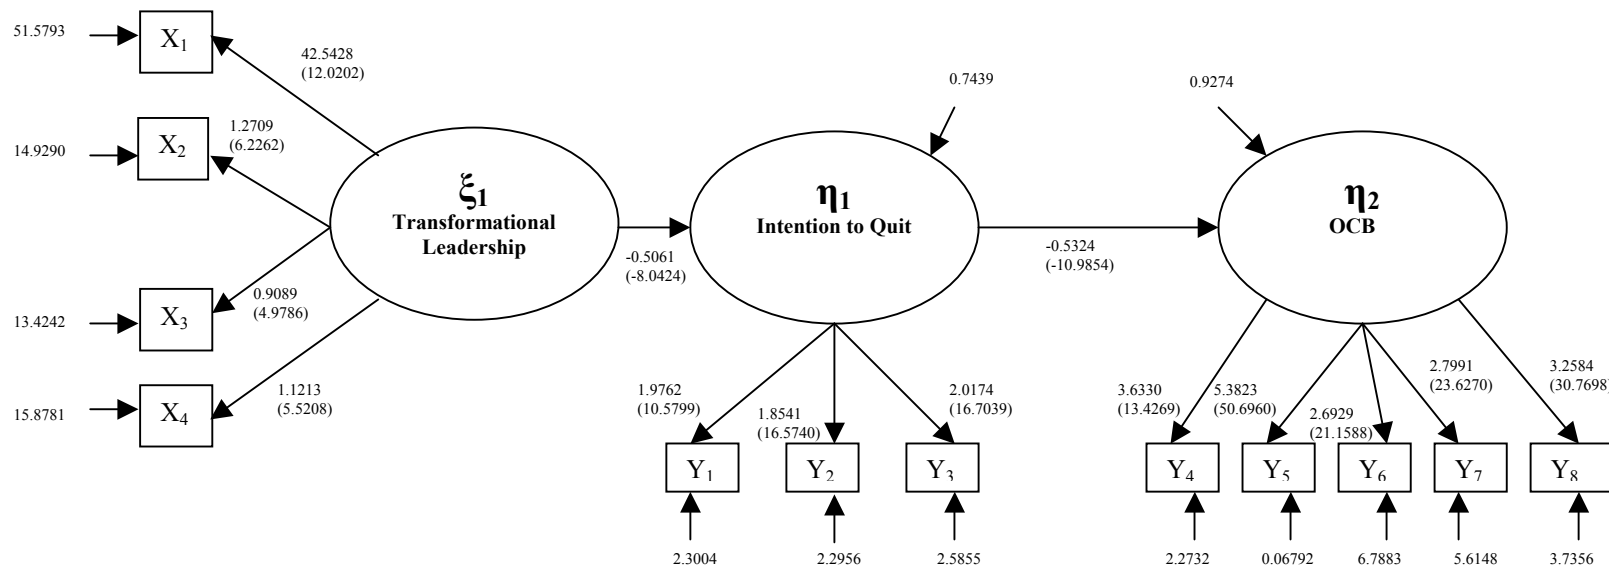 51.5793
X1
42.5428
(12.0202)
14.9290
X2
1.2709
(6.2262)
13.4242
X3
0.9089
(4.9786)
15.8781
X4
1.1213
(5.5208)
ξ1
Transformational
Leadership
-0.5061
(-8.0424)
0.7439
η1
Intention to Quit
-0.5324
(-10.9854)
0.9274
η2
OCB
1.9762
(10.5799)
1.8541
(16.5740)
2.0174
(16.7039)
Y1
Y2
Y3
2.3004
2.2956
2.5855
3.6330
(13.4269)
5.3823
(50.6960)
2.6929
(21.1588)
2.7991
(23.6270)
3.2584
(30.7698)
Y4
Y5
Y6
Y7
Y8
2.2732
0.06792
6.7883
5.6148
3.7356